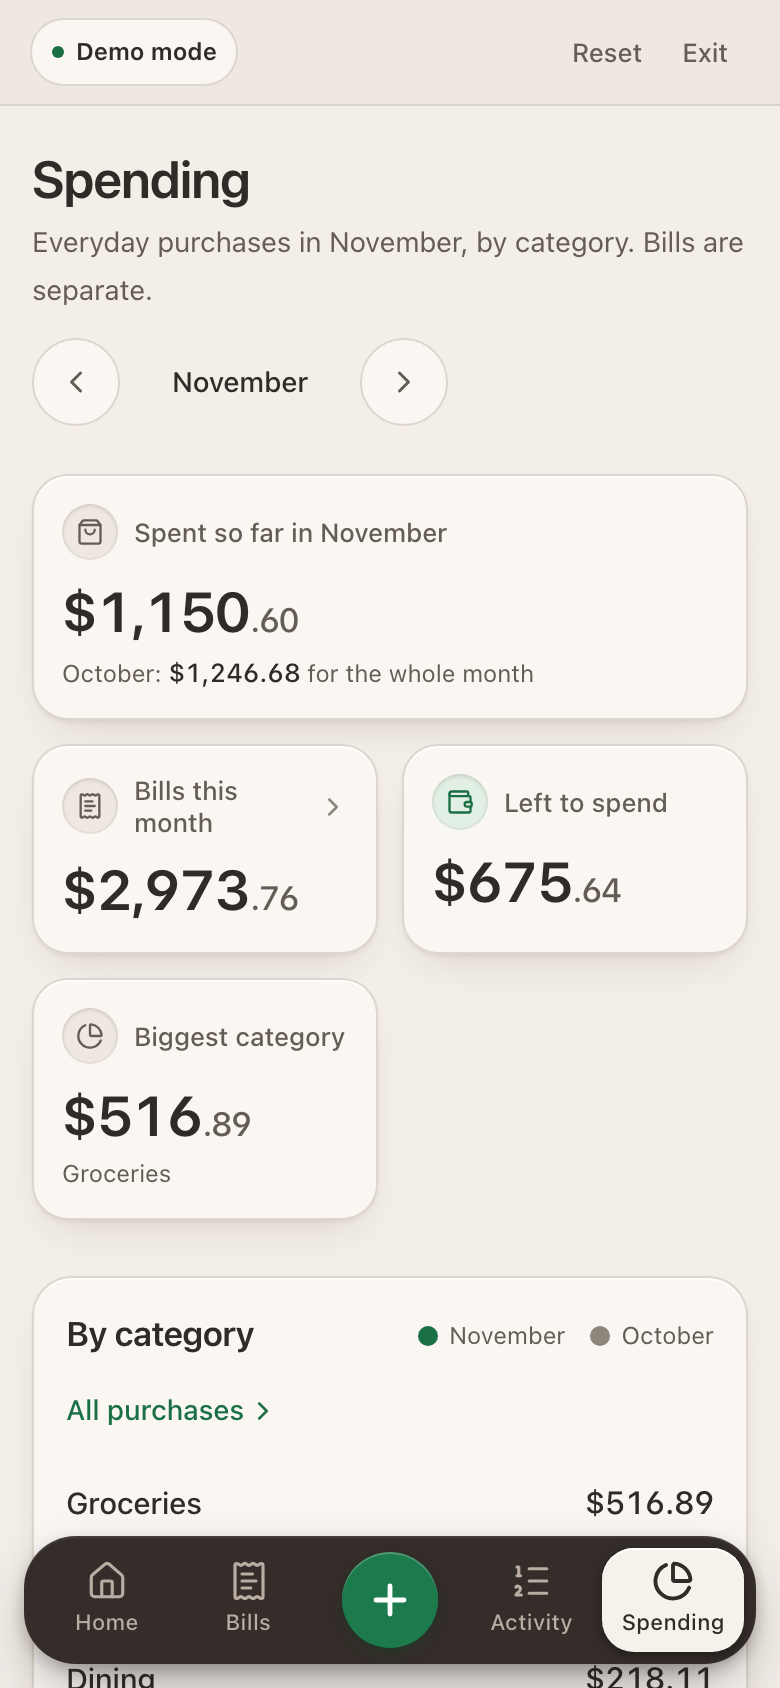 Demo mode
Reset
Exit
Spending
Everyday purchases in November, by category. Bills are
separate.
November
Spent so far in November
$1,150.60
October: $1,246.68 for the whole month
Bills this
month
$2,973.76
Left to spend
$675.64
Biggest category
$516.89
Groceries
By category
November
October
All purchases
Groceries
$516.89
Home
Bills
Activity
Spending
Dining
$218.11